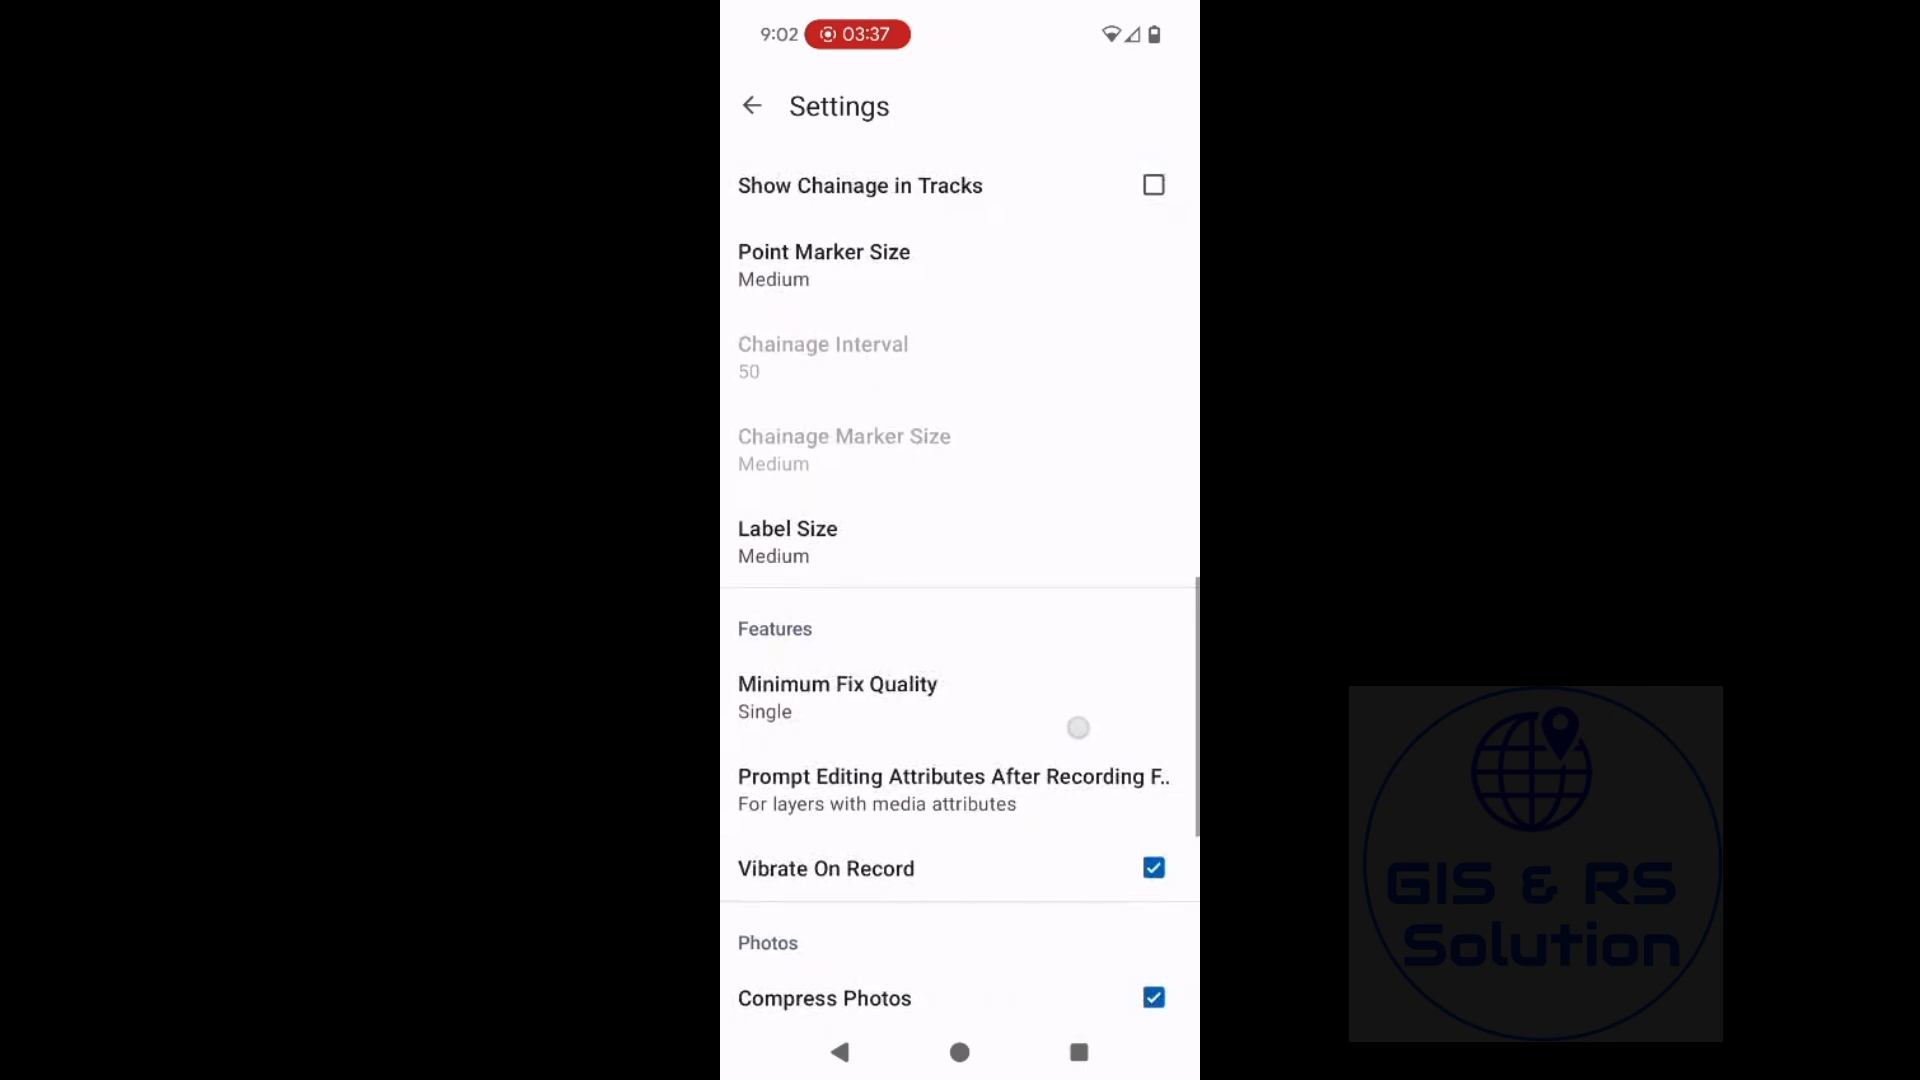 9:02 03:37
Settings
Show Chainage in Tracks
Point Marker Size
Medium
Chainage Interval
50
Chainage Marker Size
Medium
Label Size
Medium
Features
Minimum Fix Quality
Single
Prompt Editing Attributes After Recording F..
For layers with media attributes
Vibrate On Record
Photos
Compress Photos
GIS & RS
Solution